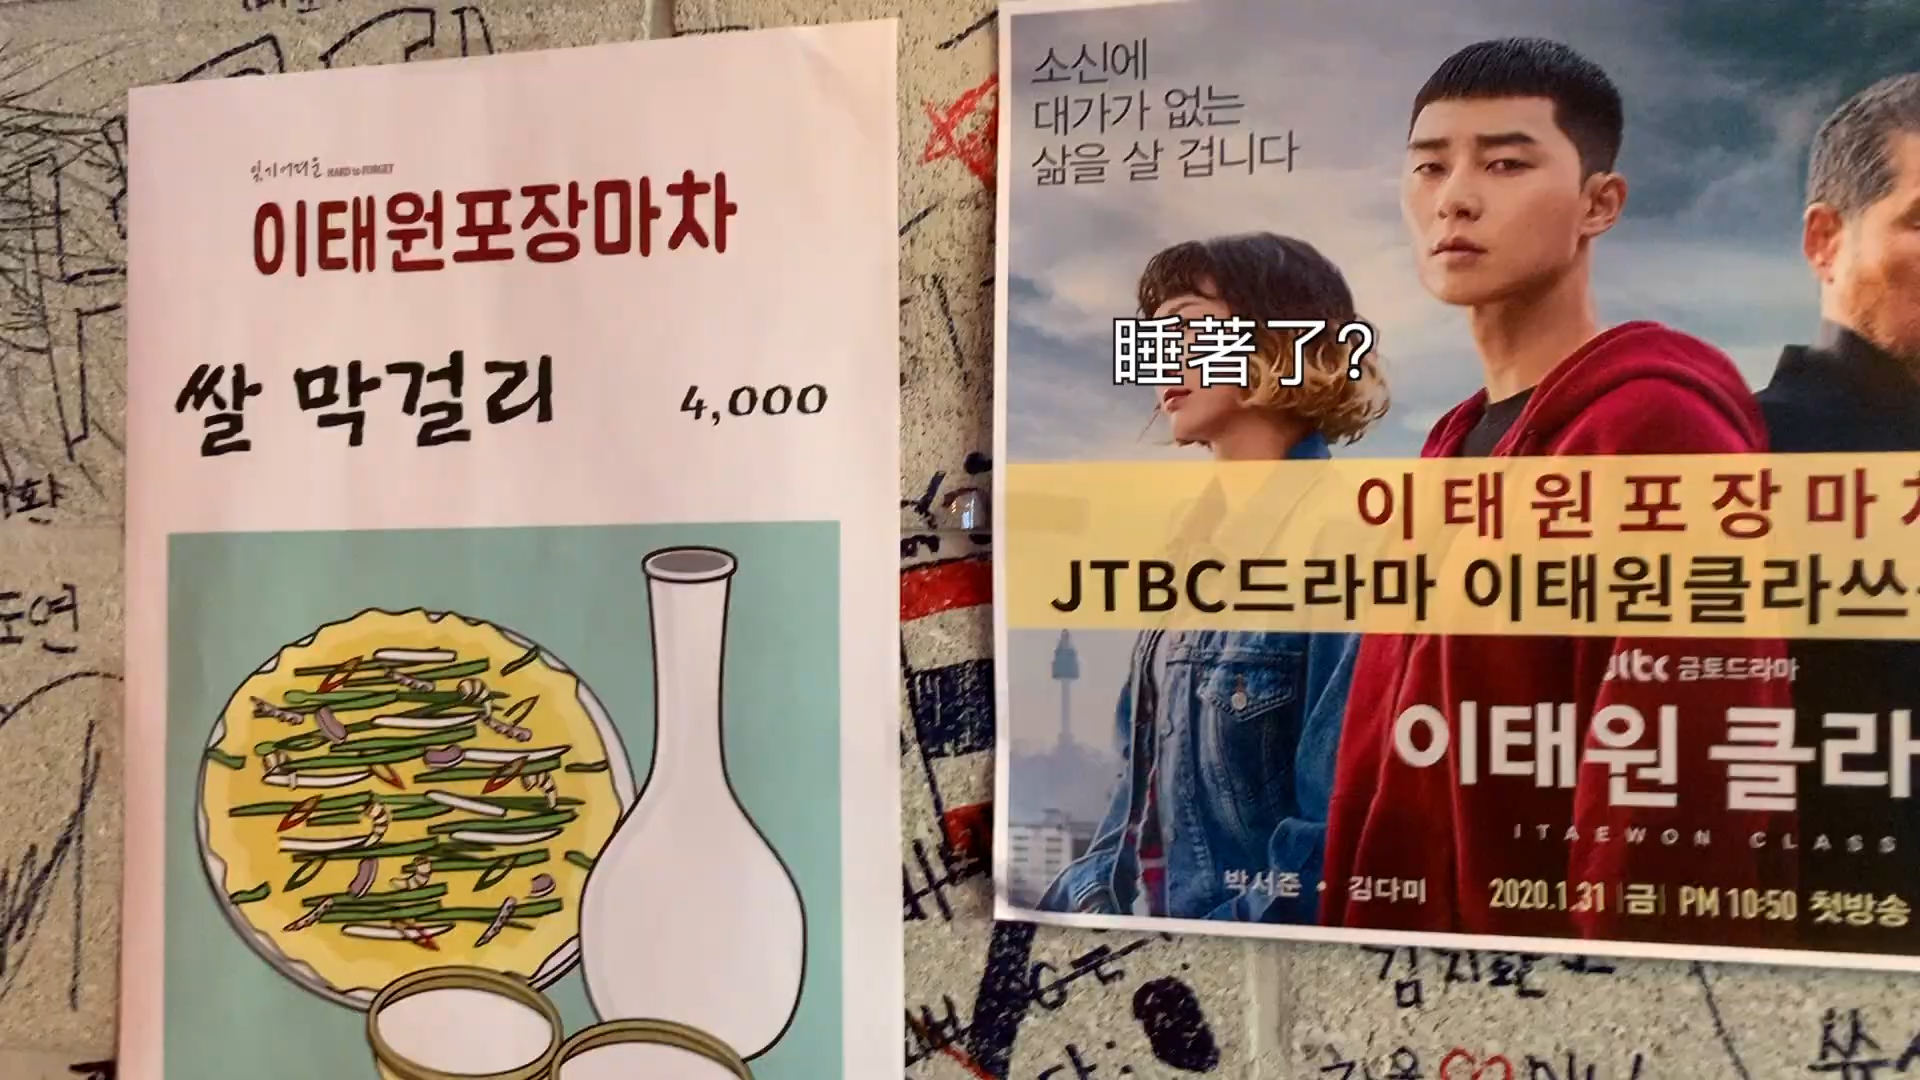 잊기어려운 HARD to FORGET
이태원포장마차
쌀 막걸리 4,000
소신에
대가가 없는
삶을 살 겁니다
睡著了?
이태원포장마
JTBC드라마 이태원클라쓰
jtbc 금토드라마
이태원 클라
ITAEWON CLASS
박서준 • 김다미
2020.1.31 |금| PM 10:50 첫방송
김지환